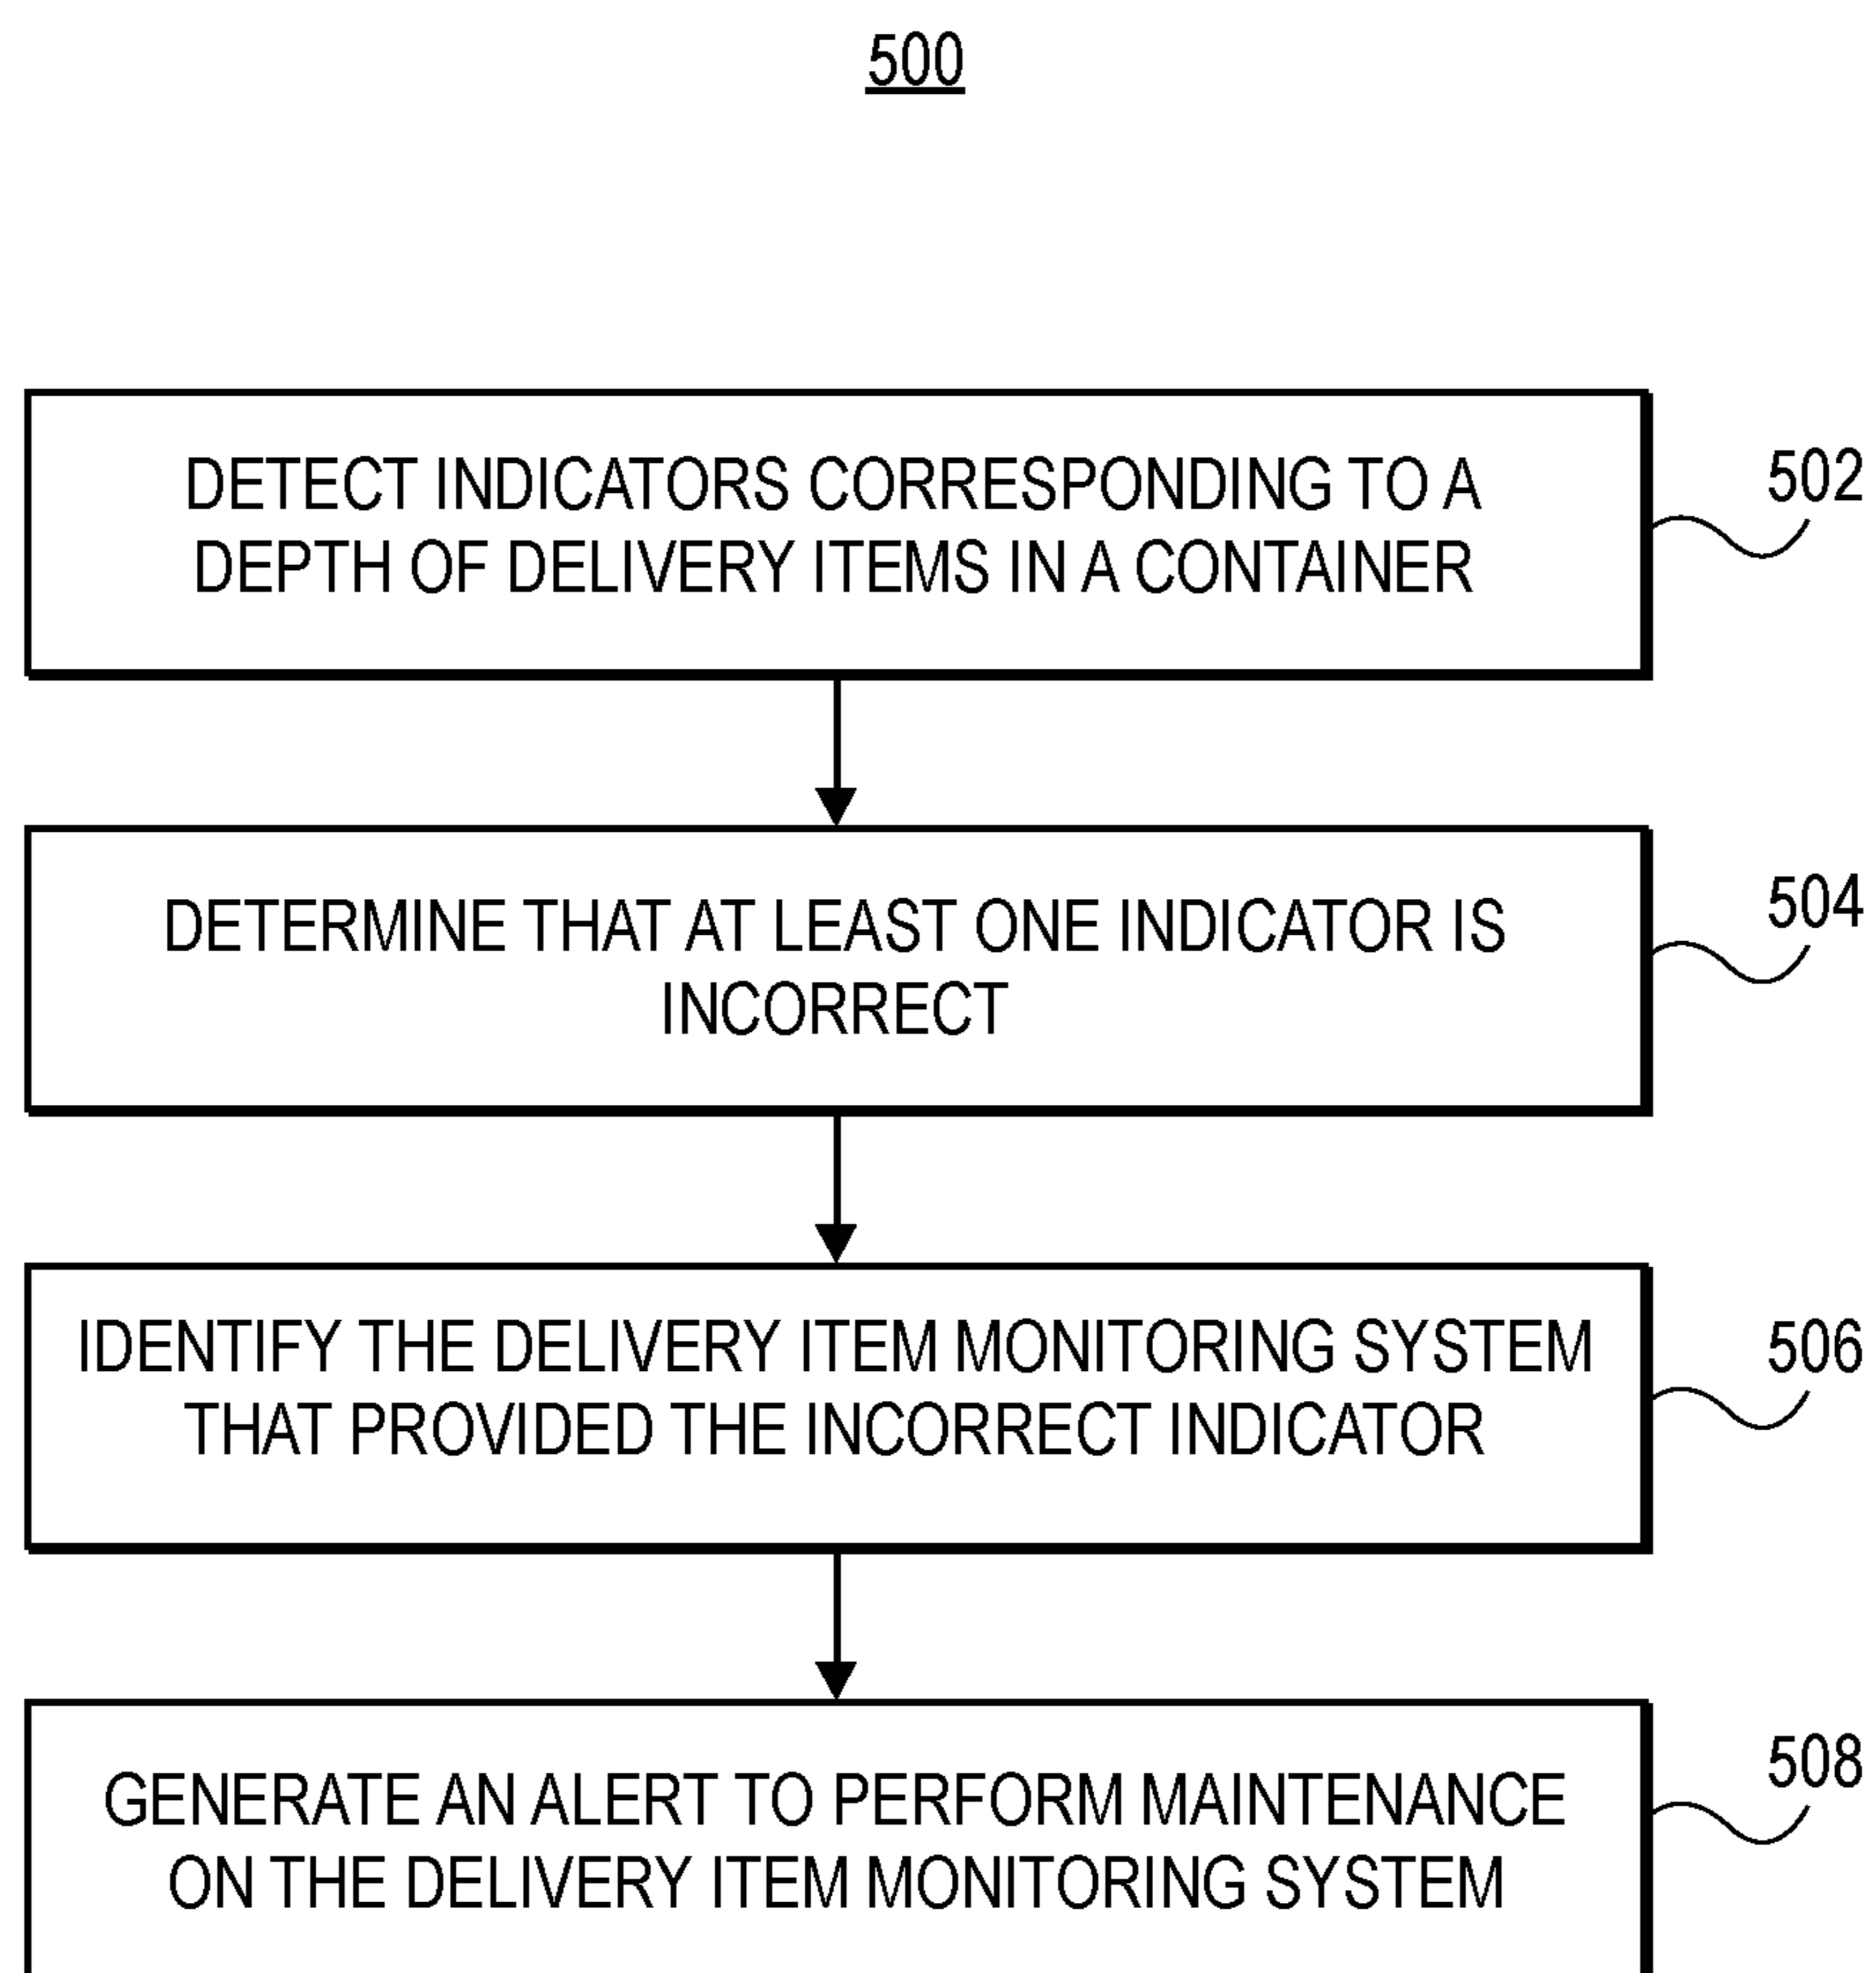 500
DETECT INDICATORS CORRESPONDING TO A
DEPTH OF DELIVERY ITEMS IN A CONTAINER
502
DETERMINE THAT AT LEAST ONE INDICATOR IS
INCORRECT
504
IDENTIFY THE DELIVERY ITEM MONITORING SYSTEM
THAT PROVIDED THE INCORRECT INDICATOR
506
GENERATE AN ALERT TO PERFORM MAINTENANCE
ON THE DELIVERY ITEM MONITORING SYSTEM
508